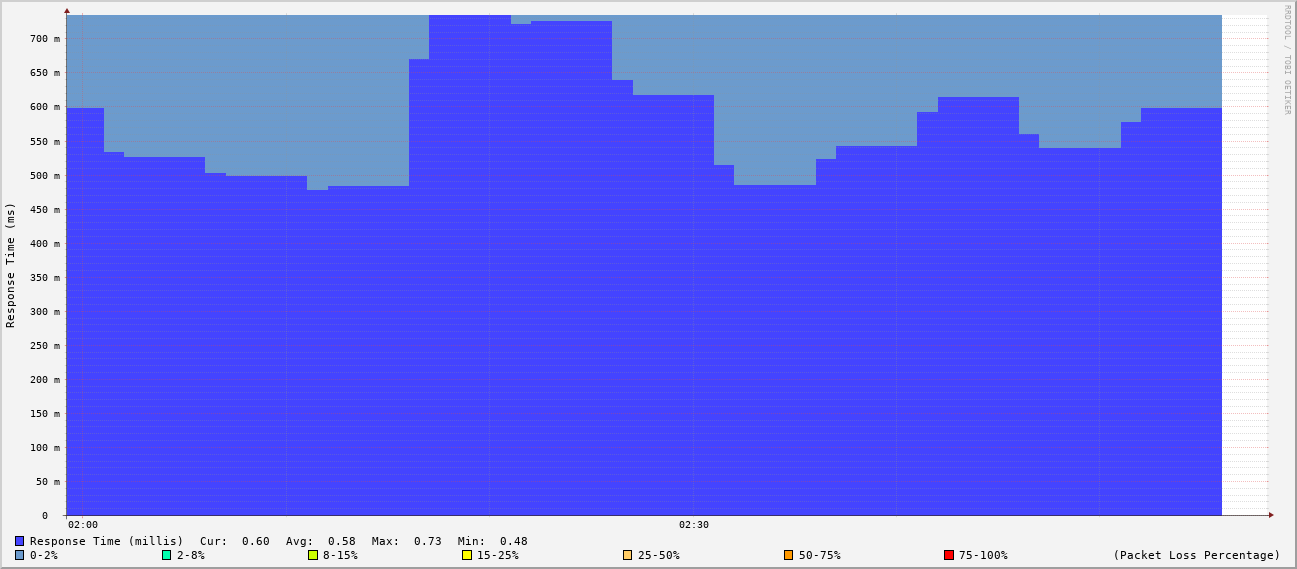 RRDTOOL / TOBI OETIKER
Response Time (ms)
700 m
650 m
600 m
550 m
500 m
450 m
400 m
350 m
300 m
250 m
200 m
150 m
100 m
50 m
0
02:00 02:30
Response Time (millis) Cur: 0.60 Avg: 0.58 Max: 0.73 Min: 0.48
0-2% 2-8% 8-15% 15-25% 25-50% 50-75% 75-100% (Packet Loss Percentage)